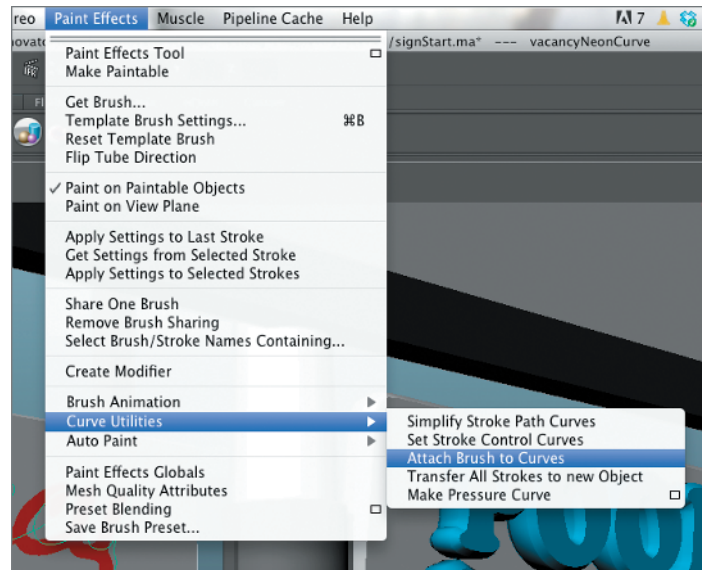 reo Paint Effects Muscle Pipeline Cache Help 7
novato /signStart.ma* --- vacancyNeonCurve
Fl
Paint Effects Tool
Make Paintable
Get Brush...
Template Brush Settings... ⌘B
Reset Template Brush
Flip Tube Direction
✓ Paint on Paintable Objects
Paint on View Plane
Apply Settings to Last Stroke
Get Settings from Selected Stroke
Apply Settings to Selected Strokes
Share One Brush
Remove Brush Sharing
Select Brush/Stroke Names Containing...
Create Modifier
Brush Animation
Curve Utilities
Auto Paint
Simplify Stroke Path Curves
Set Stroke Control Curves
Attach Brush to Curves
Transfer All Strokes to new Object
Make Pressure Curve
Paint Effects Globals
Mesh Quality Attributes
Preset Blending
Save Brush Preset...